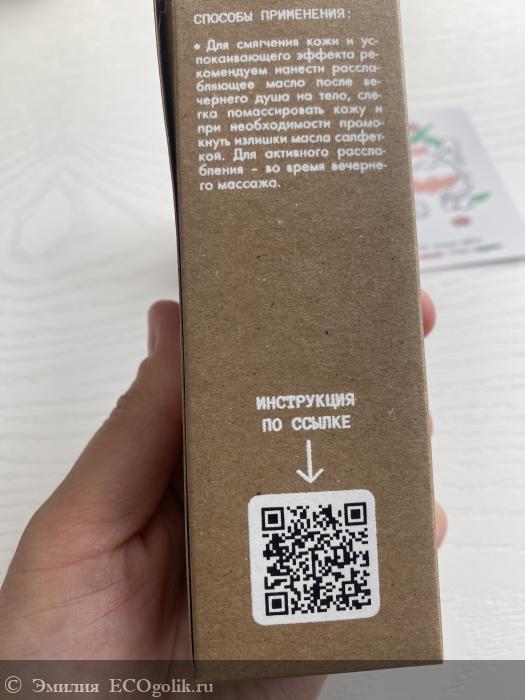 СПОСОБЫ ПРИМЕНЕНИЯ:
• Для смягчения кожи и ус-
покаивающего эффекта ре-
комендуем нанести рассла-
бляющее масло после ве-
чернего душа на тело, сле-
гка помассировать кожу и
при необходимости промо-
кнуть излишки масла салфет-
кой. Для активного рассла-
бления – во время вечерне-
го массажа.
ИНСТРУКЦИЯ
ПО ССЫЛКЕ
© Эмилия ECOgolik.ru